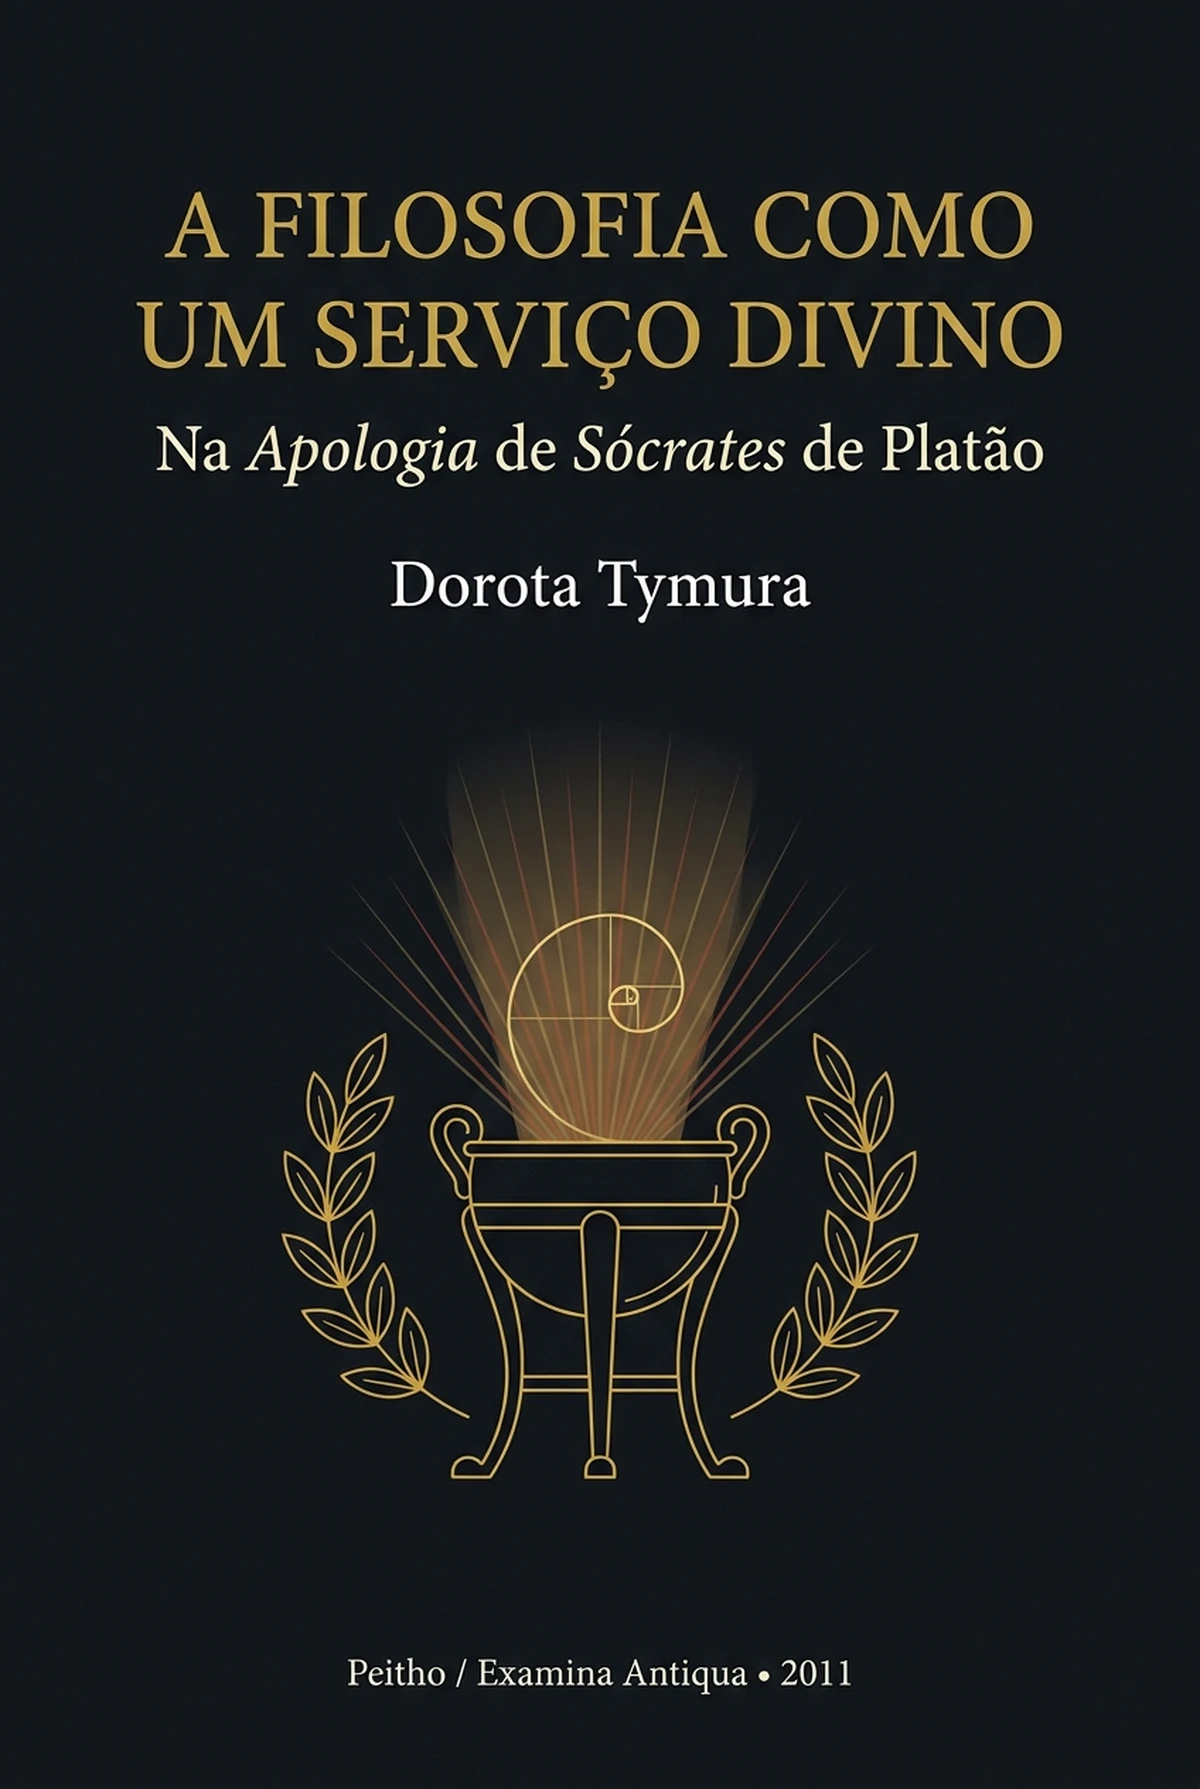 A FILOSOFIA COMO
UM SERVIÇO DIVINO
Na Apologia de Sócrates de Platão
Dorota Tymura
Peitho / Examina Antiqua • 2011